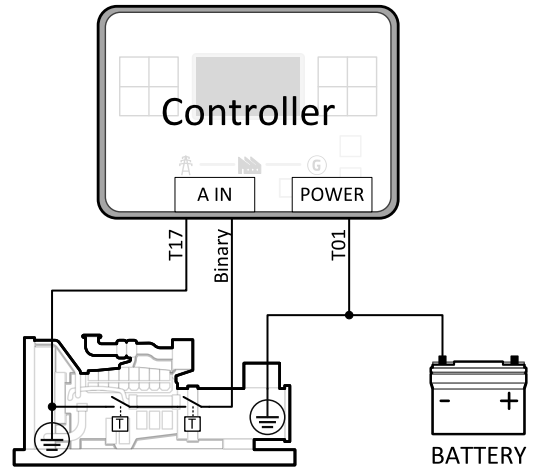 Controller
G
A IN
POWER
T17
Binary
T01
T
T
- +
BATTERY